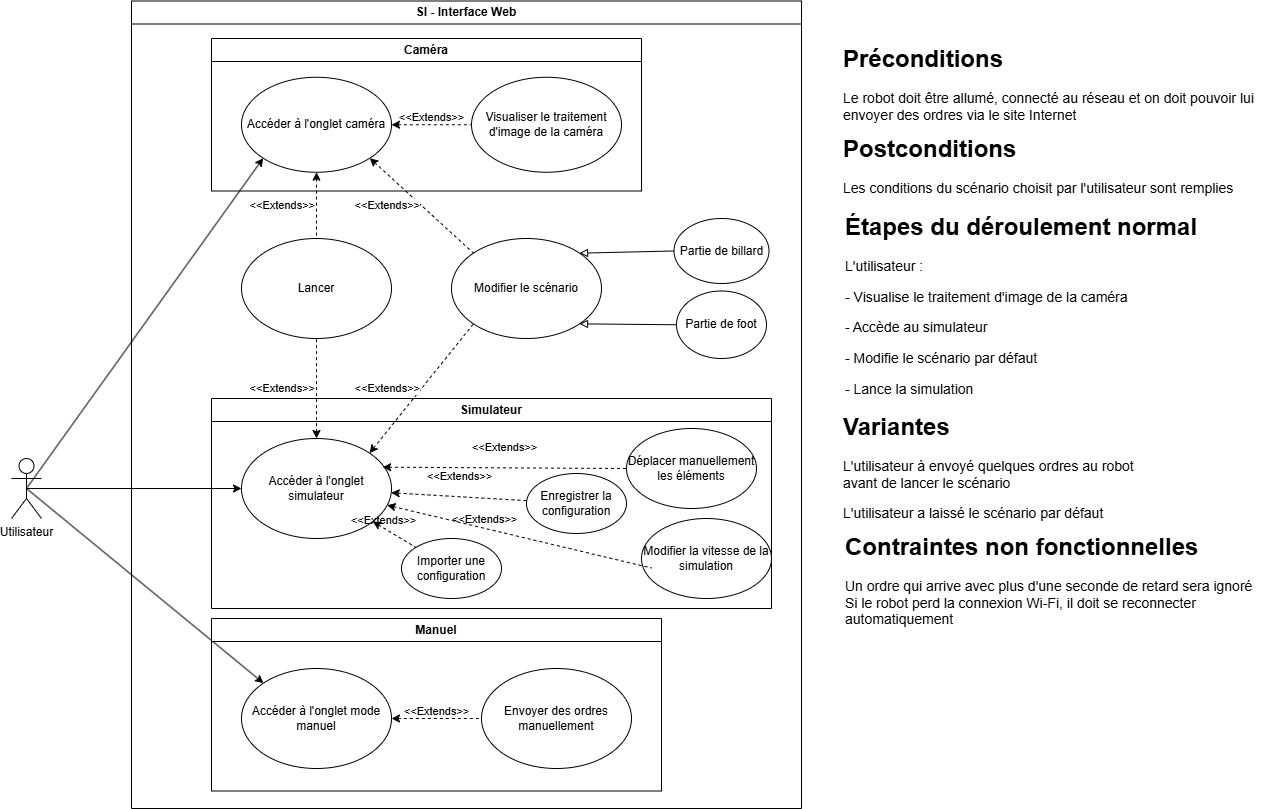 SI - Interface Web
Caméra
Accéder à l'onglet caméra
<<Extends>>
Visualiser le traitement
d'image de la caméra
<<Extends>>
<<Extends>>
Lancer
Modifier le scénario
Partie de billard
Partie de foot
<<Extends>>
<<Extends>>
Simulateur
Accéder à l'onglet
simulateur
<<Extends>>
Déplacer manuellement
les éléments
<<Extends>>
Enregistrer la
configuration
<<Extends>>
<<Extends>>
Importer une
configuration
Modifier la vitesse de la
simulation
Utilisateur
Manuel
Accéder à l'onglet mode
manuel
<<Extends>>
Envoyer des ordres
manuellement
Préconditions
Le robot doit être allumé, connecté au réseau et on doit pouvoir lui
envoyer des ordres via le site Internet
Postconditions
Les conditions du scénario choisit par l'utilisateur sont remplies
Étapes du déroulement normal
L'utilisateur :
- Visualise le traitement d'image de la caméra
- Accède au simulateur
- Modifie le scénario par défaut
- Lance la simulation
Variantes
L'utilisateur à envoyé quelques ordres au robot
avant de lancer le scénario
L'utilisateur a laissé le scénario par défaut
Contraintes non fonctionnelles
Un ordre qui arrive avec plus d'une seconde de retard sera ignoré
Si le robot perd la connexion Wi-Fi, il doit se reconnecter
automatiquement